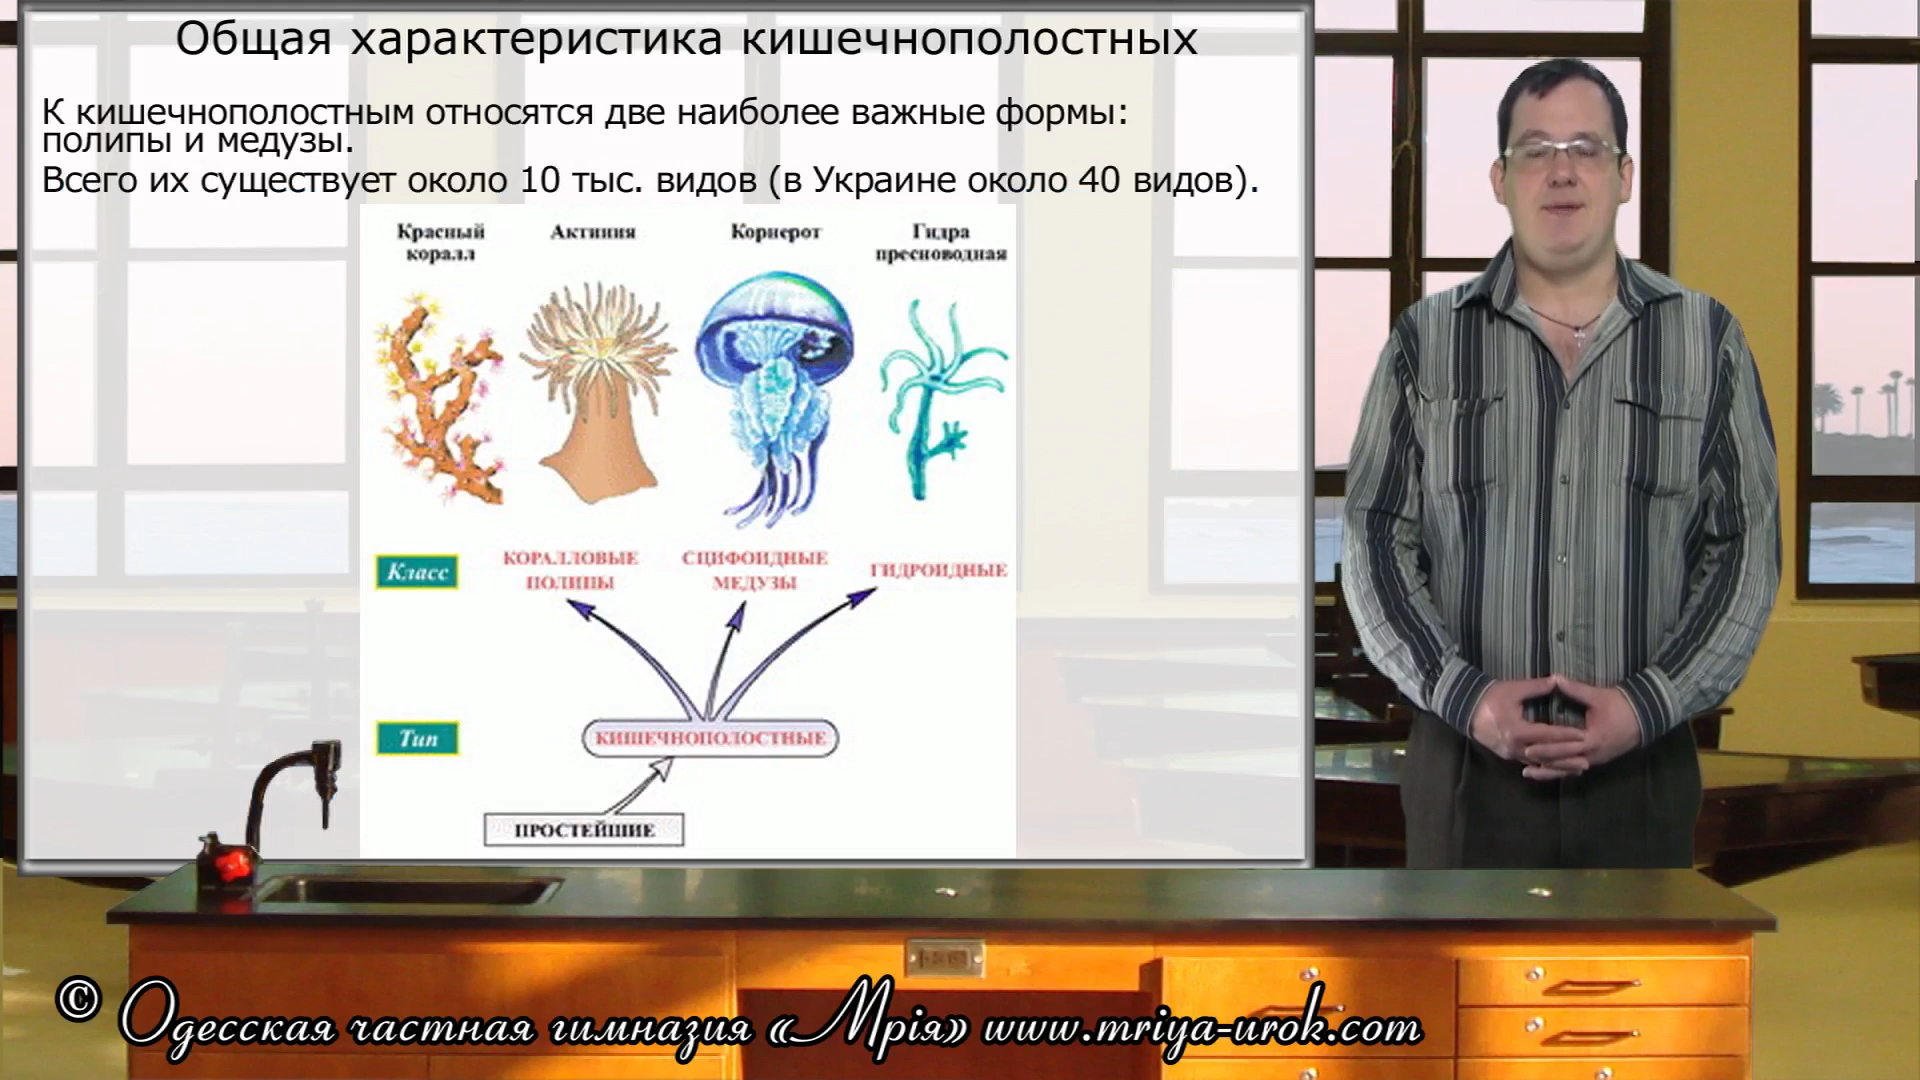 Общая характеристика кишечнополостных
К кишечнополостным относятся две наиболее важные формы:
полипы и медузы.
Всего их существует около 10 тыс. видов (в Украине около 40 видов).
Красный
коралл
Актиния
Корнерот
Гидра
пресноводная
Класс
КОРАЛЛОВЫЕ
ПОЛИПЫ
СЦИФОИДНЫЕ
МЕДУЗЫ
ГИДРОИДНЫЕ
Тип
КИШЕЧНОПОЛОСТНЫЕ
ПРОСТЕЙШИЕ
© Одесская частная гимназия «Мрія» www.mriya-urok.com